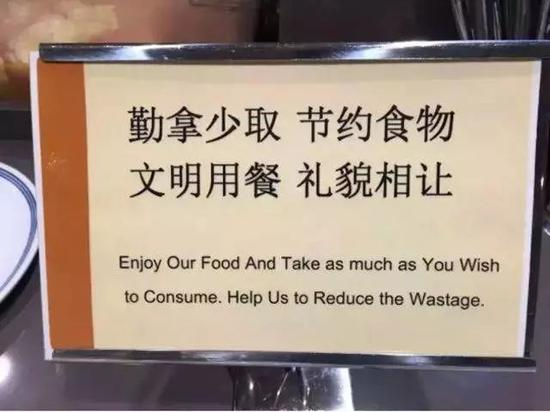 勤拿少取 节约食物
文明用餐 礼貌相让
Enjoy Our Food And Take as much as You Wish
to Consume. Help Us to Reduce the Wastage.